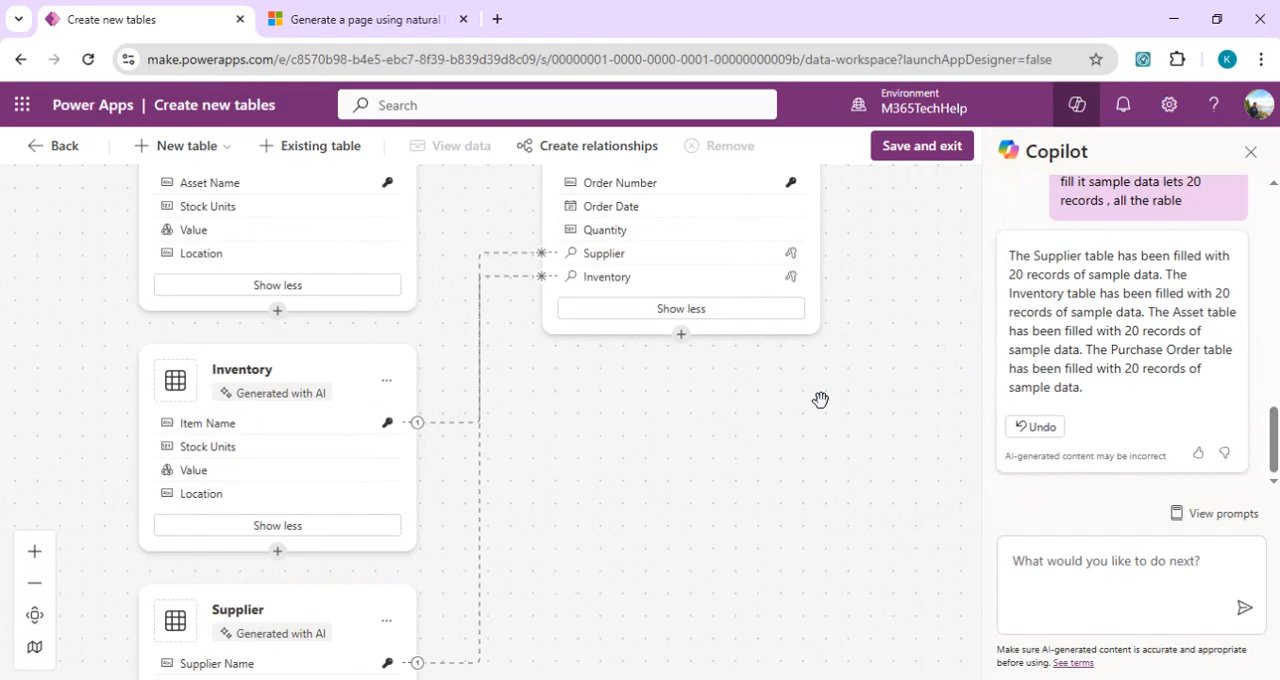 Create new tables
Generate a page using natural
make.powerapps.com/e/c8570b98-b4e5-ebc7-8f39-b839d39d8c09/s/00000001-0000-0000-0001-00000000009b/data-workspace?launchAppDesigner=false
K
Power Apps | Create new tables
Search
Environment
M365TechHelp
?
Back
New table
Existing table
View data
Create relationships
Remove
Save and exit
Copilot
Asset Name
Stock Units
Value
Location
Show less
Order Number
Order Date
Quantity
Supplier
Inventory
Show less
Inventory
Generated with AI
Item Name
1
Stock Units
Value
Location
Show less
Supplier
Generated with AI
Supplier Name
1
fill it sample data lets 20
records , all the rable
The Supplier table has been filled with
20 records of sample data. The
Inventory table has been filled with 20
records of sample data. The Asset table
has been filled with 20 records of
sample data. The Purchase Order table
has been filled with 20 records of
sample data.
Undo
AI-generated content may be incorrect
View prompts
What would you like to do next?
Make sure AI-generated content is accurate and appropriate
before using. See terms